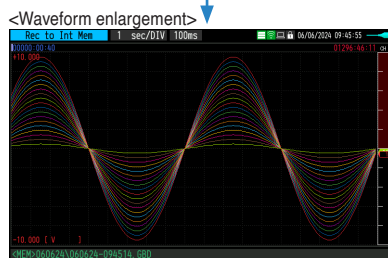 <Waveform enlargement>
Rec to Int Mem 1 sec/DIV 100ms 06/06/2024 09:45:55
00000:00:40 01296:46:11 CH
+10.000
-10.000 [ V ]
<MEM>060624\060624-094514.GBD